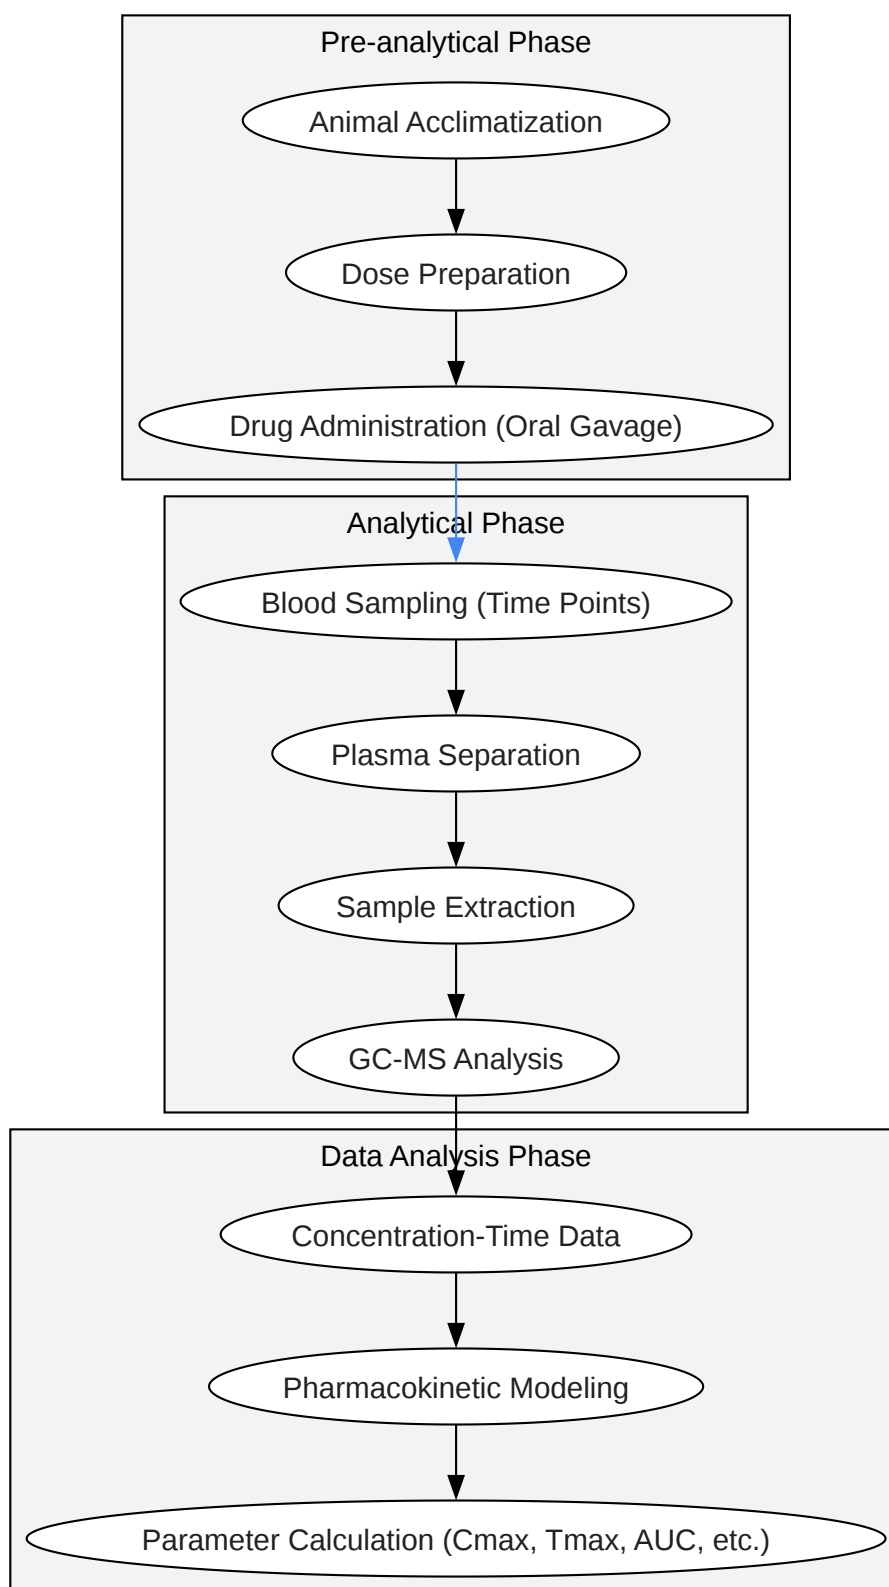 Pre-analytical Phase
Animal Acclimatization
Dose Preparation
Drug Administration (Oral Gavage)
Analytical Phase
Blood Sampling (Time Points)
Plasma Separation
Sample Extraction
GC-MS Analysis
Data Analysis Phase
Concentration-Time Data
Pharmacokinetic Modeling
Parameter Calculation (Cmax, Tmax, AUC, etc.)